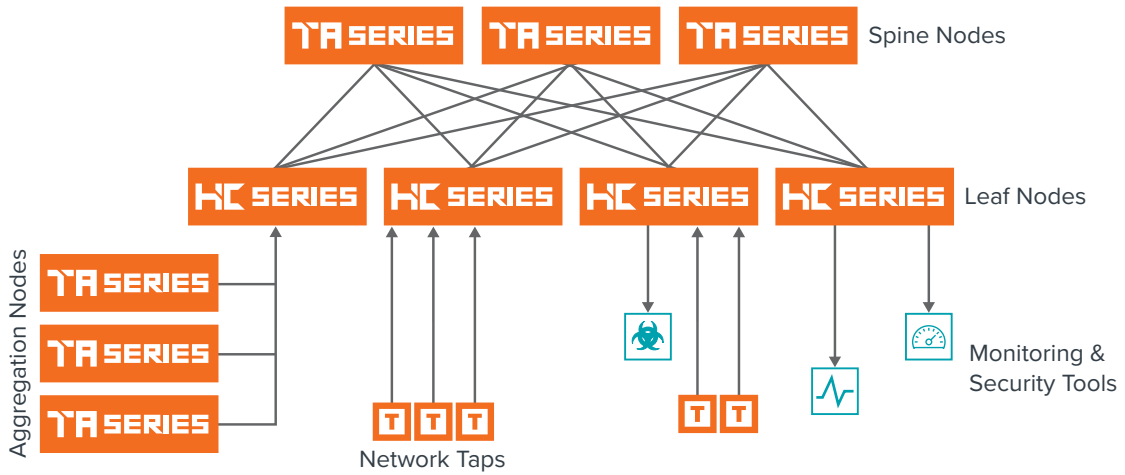 TA SERIES TA SERIES TA SERIES Spine Nodes
HC SERIES HC SERIES HC SERIES HC SERIES Leaf Nodes
Aggregation Nodes
TA SERIES
TA SERIES
TA SERIES
T T T
Network Taps
T T
Monitoring &
Security Tools